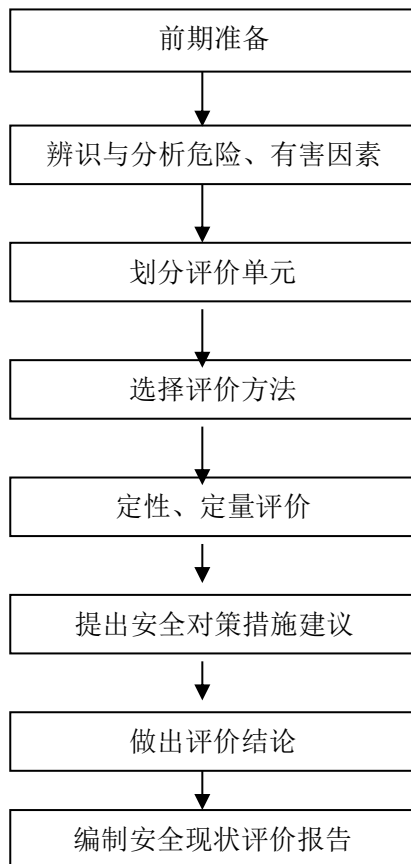 前期准备
辨识与分析危险、有害因素
划分评价单元
选择评价方法
定性、定量评价
提出安全对策措施建议
做出评价结论
编制安全现状评价报告